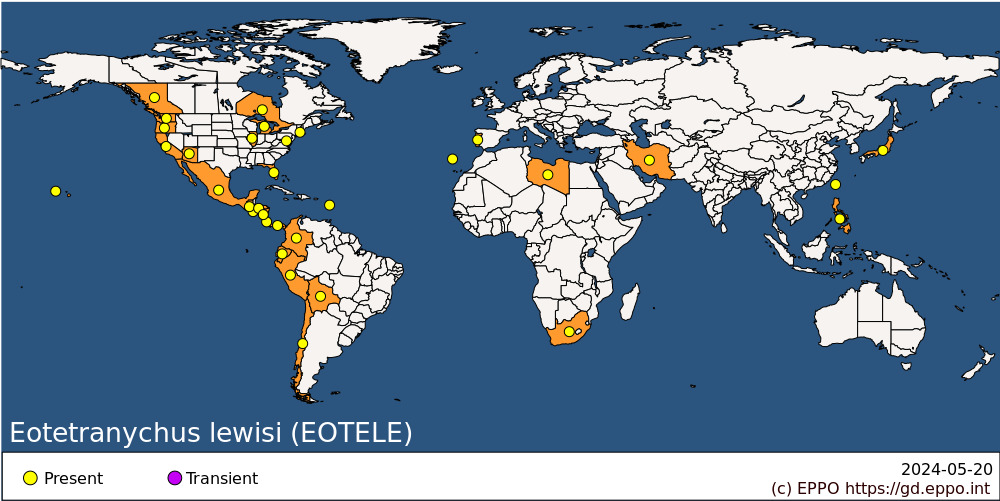 Eotetranychus lewisi (EOTELE)
Present
Transient
2024-05-20
(c) EPPO https://gd.eppo.int